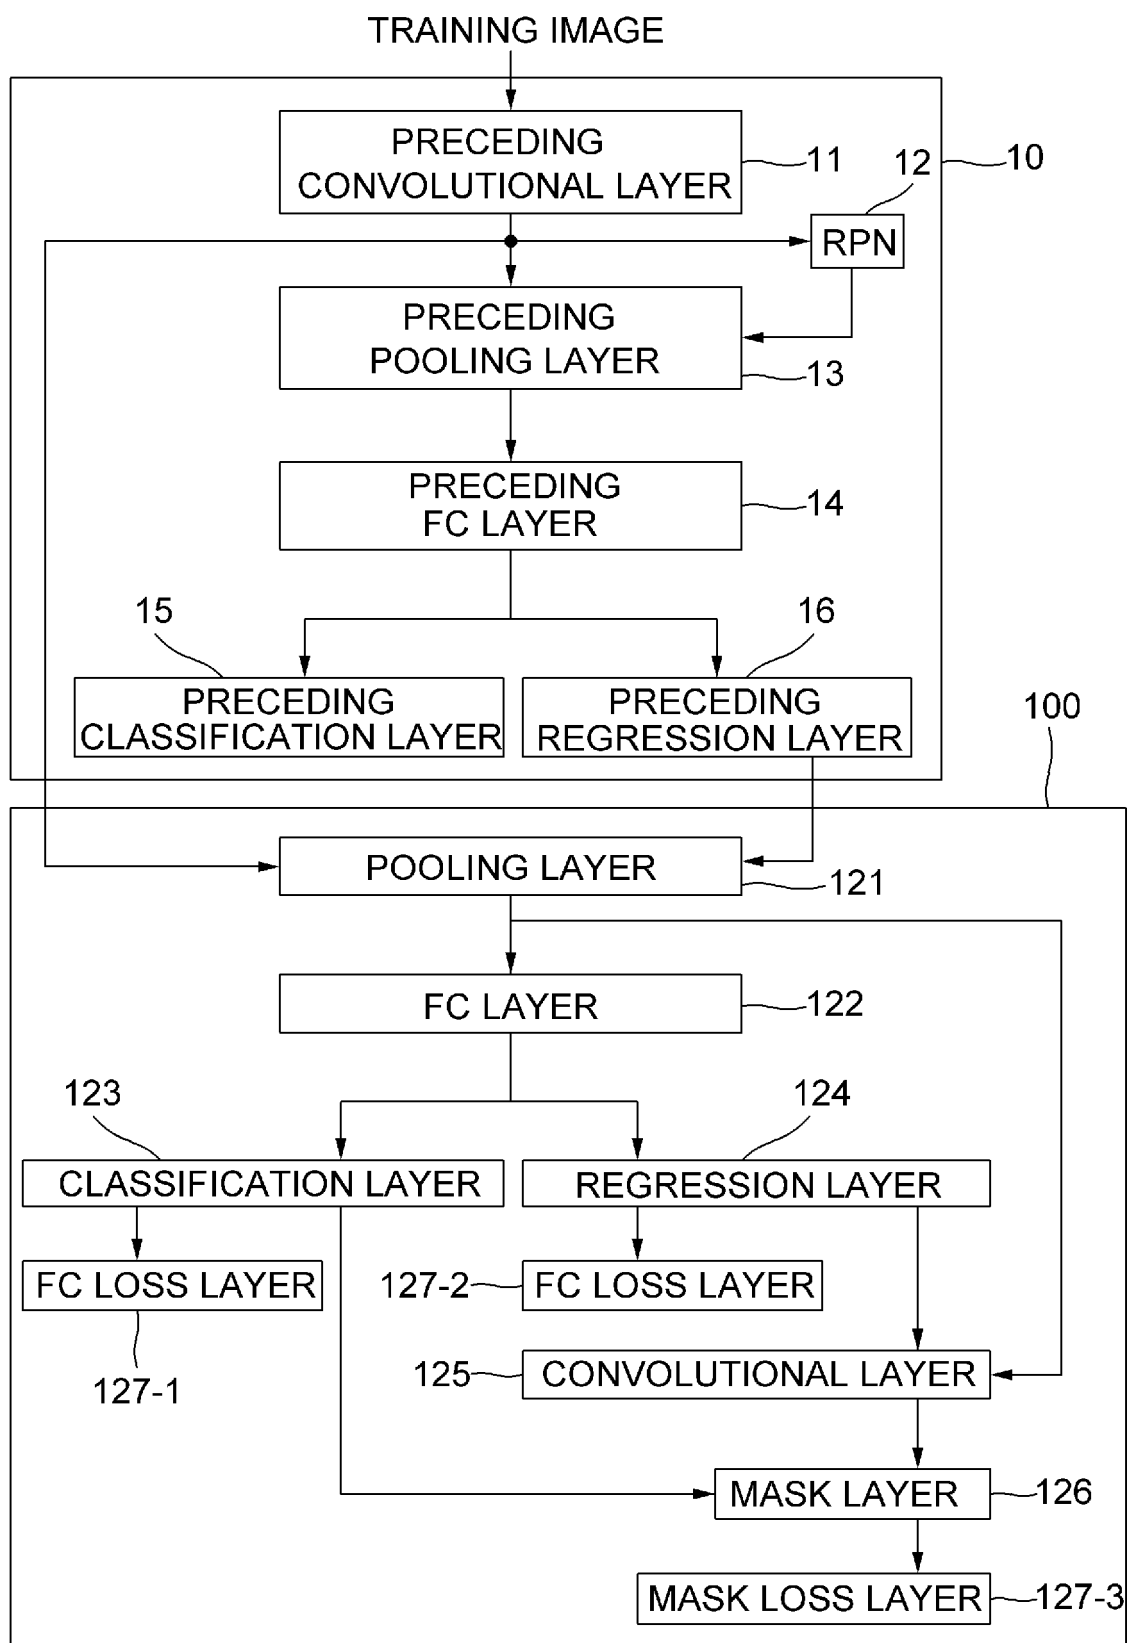 TRAINING IMAGE
PRECEDING
CONVOLUTIONAL LAYER
11
12
10
RPN
PRECEDING
POOLING LAYER
13
PRECEDING
FC LAYER
14
15
16
PRECEDING
CLASSIFICATION LAYER
PRECEDING
REGRESSION LAYER
100
POOLING LAYER
121
FC LAYER
122
123
124
CLASSIFICATION LAYER
REGRESSION LAYER
FC LOSS LAYER
127-2
FC LOSS LAYER
127-1
125
CONVOLUTIONAL LAYER
MASK LAYER
126
MASK LOSS LAYER
127-3